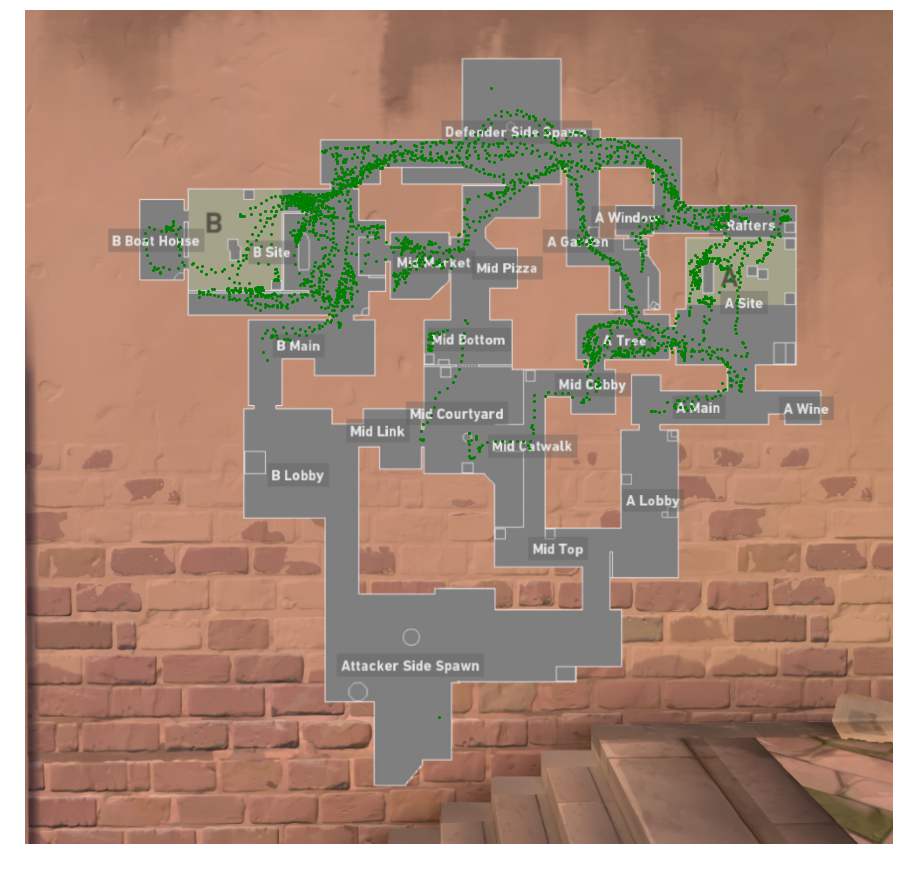 Defender Side Spawn
A Window
Rafters
B
B Boat House
B Site
A Garden
Mid Market
Mid Pizza
A
A Site
B Main
Mid Bottom
A Tree
Mid Cubby
Mid Courtyard
A Main
A Wine
Mid Link
Mid Catwalk
B Lobby
A Lobby
Mid Top
Attacker Side Spawn